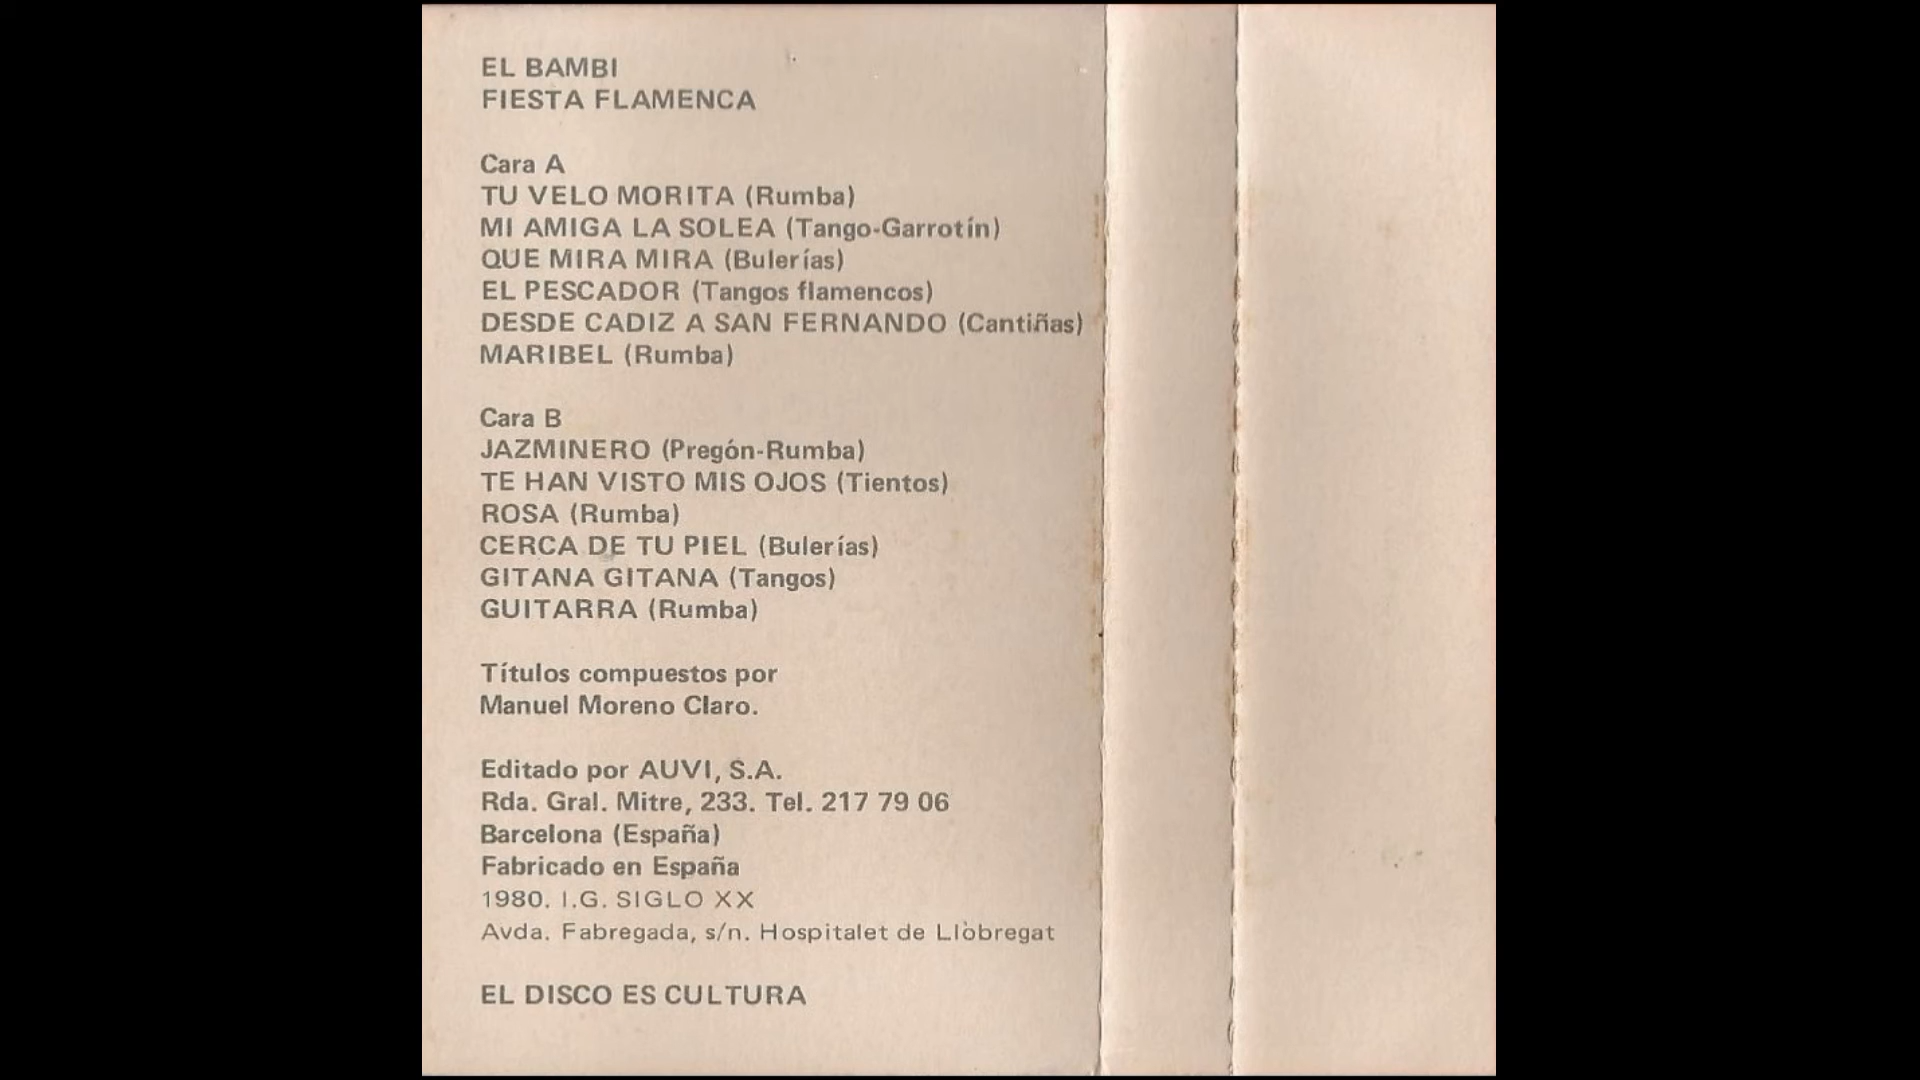 EL BAMBI
FIESTA FLAMENCA
Cara A
TU VELO MORITA (Rumba)
MI AMIGA LA SOLEA (Tango-Garrotín)
QUE MIRA MIRA (Bulerías)
EL PESCADOR (Tangos flamencos)
DESDE CADIZ A SAN FERNANDO (Cantiñas)
MARIBEL (Rumba)
Cara B
JAZMINERO (Pregón-Rumba)
TE HAN VISTO MIS OJOS (Tientos)
ROSA (Rumba)
CERCA DE TU PIEL (Bulerías)
GITANA GITANA (Tangos)
GUITARRA (Rumba)
Títulos compuestos por
Manuel Moreno Claro.
Editado por AUVI, S.A.
Rda. Gral. Mitre, 233. Tel. 217 79 06
Barcelona (España)
Fabricado en España
1980. I.G. SIGLO XX
Avda. Fabregada, s/n. Hospitalet de Llobregat
EL DISCO ES CULTURA